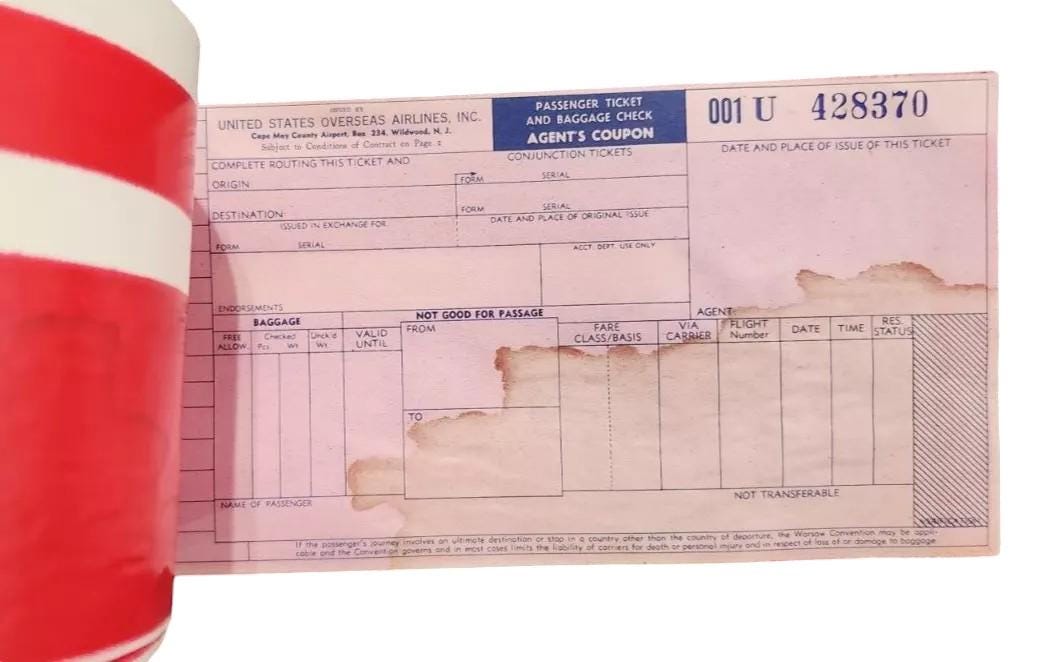 ISSUED BY
UNITED STATES OVERSEAS AIRLINES, INC.
Cape May County Airport, Box 234, Wildwood, N. J.
Subject to Conditions of Contract on Page 2
PASSENGER TICKET
AND BAGGAGE CHECK
AGENT'S COUPON
001 U 428370
COMPLETE ROUTING THIS TICKET AND
CONJUNCTION TICKETS
DATE AND PLACE OF ISSUE OF THIS TICKET
ORIGIN
FORM SERIAL
DESTINATION
FORM SERIAL
ISSUED IN EXCHANGE FOR
DATE AND PLACE OF ORIGINAL ISSUE
FORM SERIAL
ACCT. DEPT. USE ONLY
ENDORSEMENTS
AGENT:
BAGGAGE
NOT GOOD FOR PASSAGE
FREE
ALLOW.
Checked
Pcs. Wt.
Unck'd
Wt.
VALID
UNTIL
FROM
FARE
CLASS/BASIS
VIA
CARRIER
FLIGHT
Number
DATE
TIME
RES.
STATUS
TO
NAME OF PASSENGER
NOT TRANSFERABLE
If the passenger's journey involves an ultimate destination or stop in a country other than the country of departure, the Warsaw Convention may be appli-
cable and the Convention governs and in most cases limits the liability of carriers for death or personal injury and in respect of loss of or damage to baggage